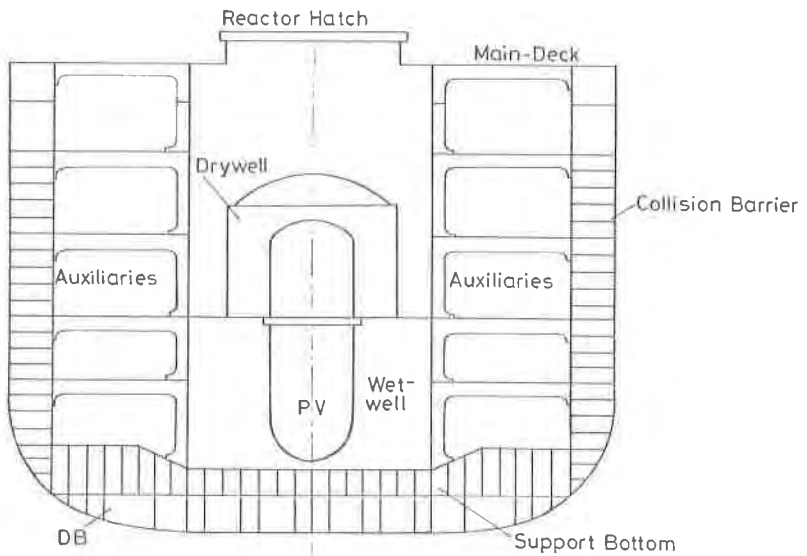 Reactor Hatch
Main-Deck
Drywell
Collision Barrier
Auxiliaries
Auxiliaries
Wet-
well
PV
DB
Support Bottom